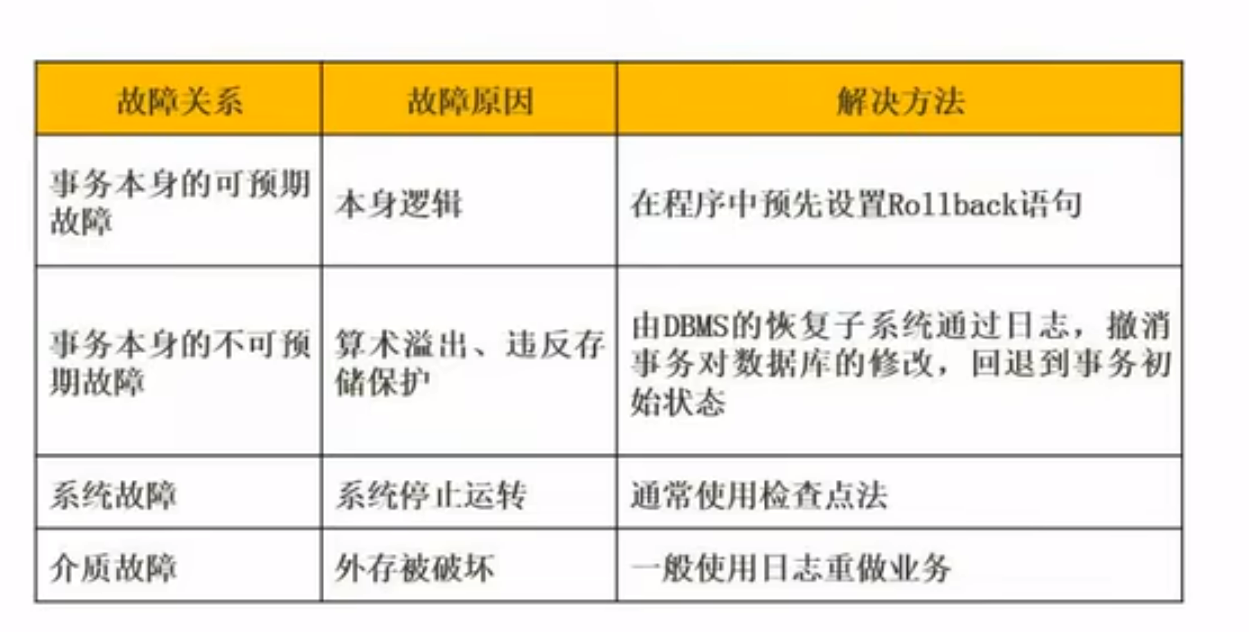 故障关系
故障原因
解决方法
事务本身的可预期
故障
本身逻辑
在程序中预先设置Rollback语句
事务本身的不可预
期故障
算术溢出、违反存
储保护
由DBMS的恢复子系统通过日志，撤消
事务对数据库的修改，回退到事务初
始状态
系统故障
系统停止运转
通常使用检查点法
介质故障
外存被破坏
一般使用日志重做业务